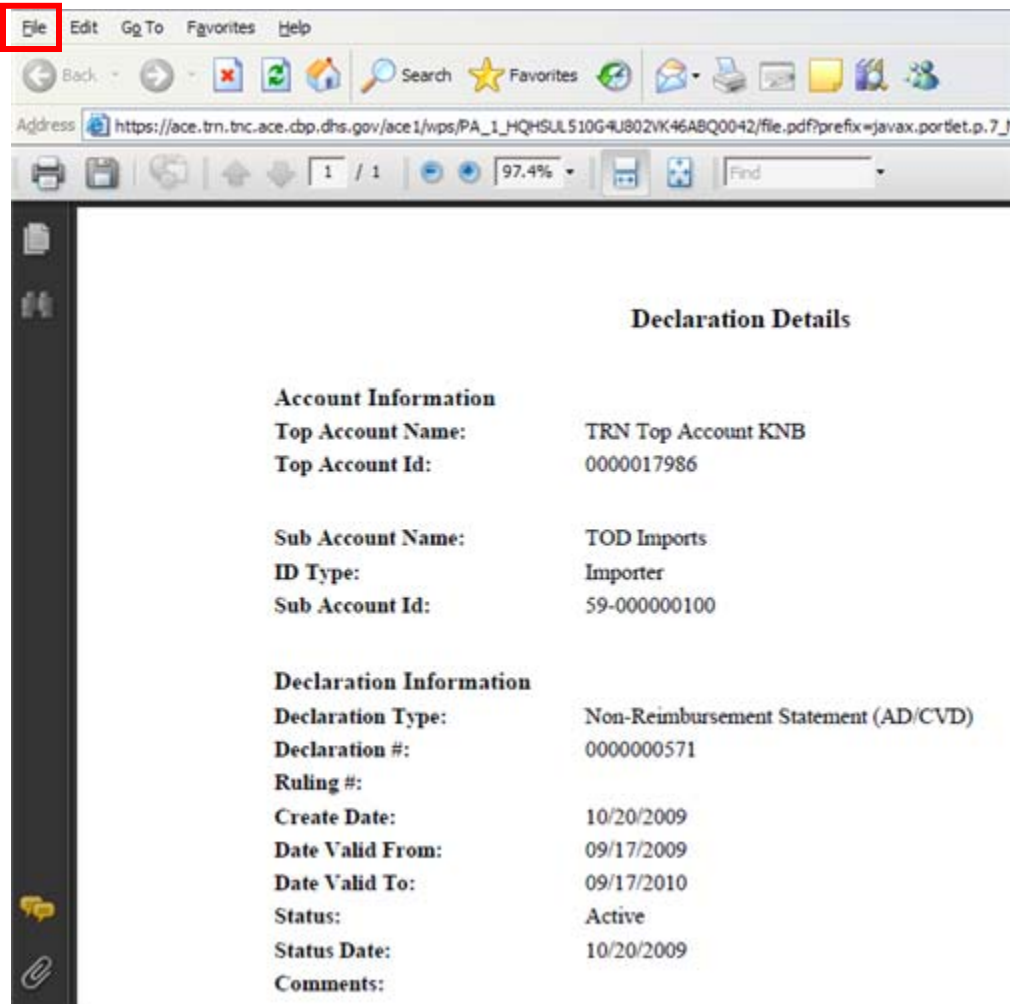 File Edit Go To Favorites Help
Back Search Favorites
Address https://ace.trn.tnc.ace.cbp.dhs.gov/ace1/wps/PA_1_HQHSUL510G4U802VK46ABQ0042/file.pdf?prefix=javax.portlet.p.7_
1 / 1 97.4% Find
Declaration Details
Account Information
Top Account Name: TRN Top Account KNB
Top Account Id: 0000017986
Sub Account Name: TOD Imports
ID Type: Importer
Sub Account Id: 59-000000100
Declaration Information
Declaration Type: Non-Reimbursement Statement (AD/CVD)
Declaration #: 0000000571
Ruling #:
Create Date: 10/20/2009
Date Valid From: 09/17/2009
Date Valid To: 09/17/2010
Status: Active
Status Date: 10/20/2009
Comments: